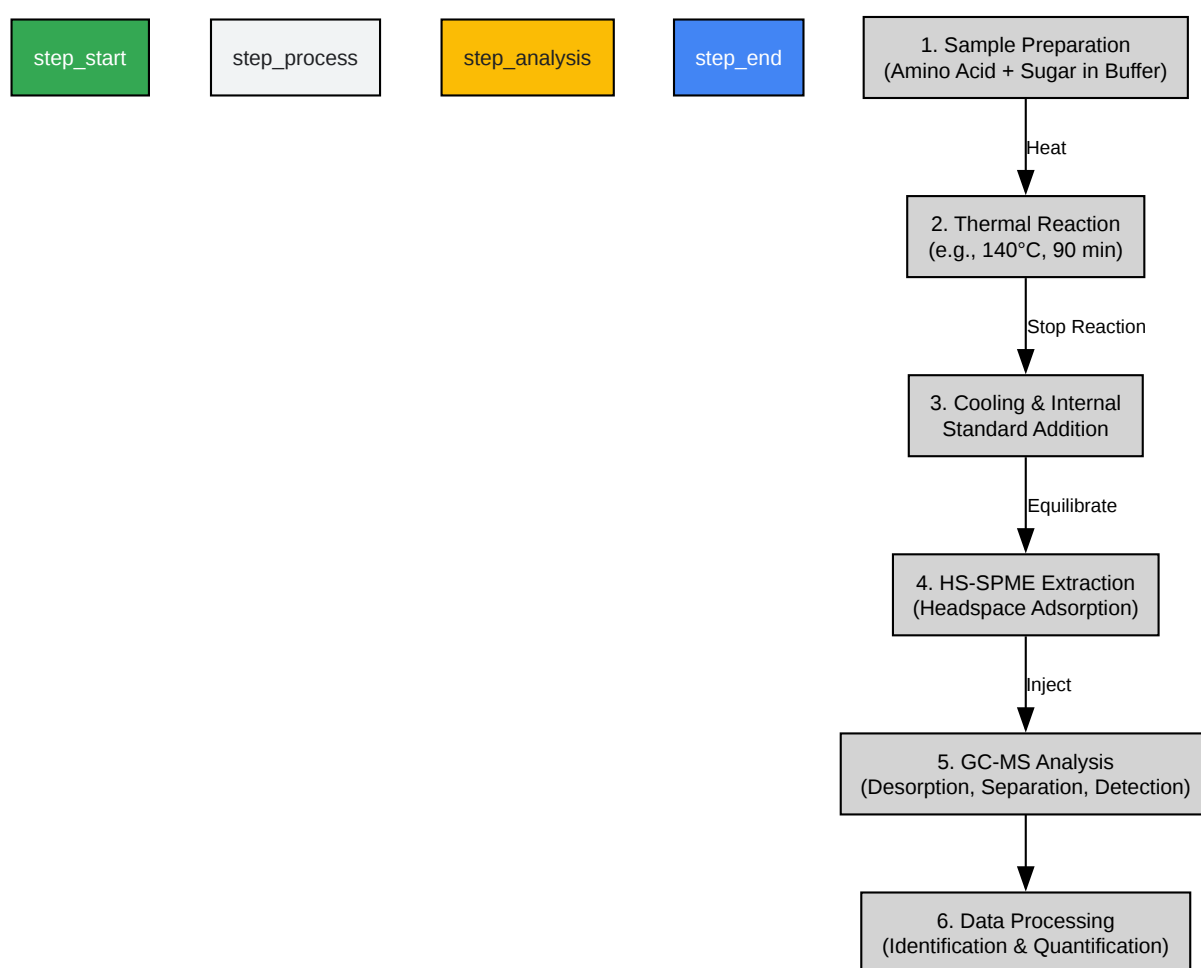 step_start
step_process
step_analysis
step_end
1. Sample Preparation
(Amino Acid + Sugar in Buffer)
Heat
2. Thermal Reaction
(e.g., 140°C, 90 min)
Stop Reaction
3. Cooling & Internal
Standard Addition
Equilibrate
4. HS-SPME Extraction
(Headspace Adsorption)
Inject
5. GC-MS Analysis
(Desorption, Separation, Detection)
6. Data Processing
(Identification & Quantification)